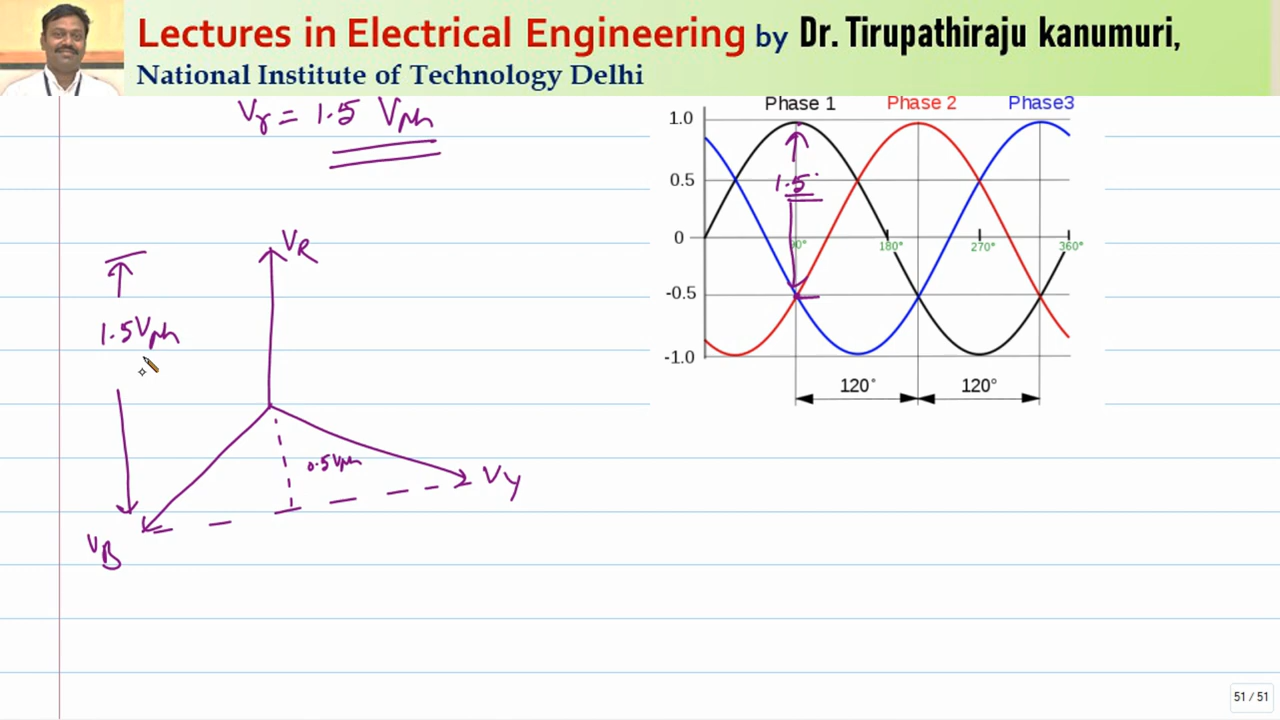 Lectures in Electrical Engineering by Dr. Tirupathiraju kanumuri,
National Institute of Technology Delhi
Vr = 1.5 Vph
Phase 1 Phase 2 Phase3
1.0
0.5
1.5
0
90° 180° 270° 360°
-0.5
-1.0
120° 120°
VR
1.5Vph
0.5Vph
VY
VB
51 / 51